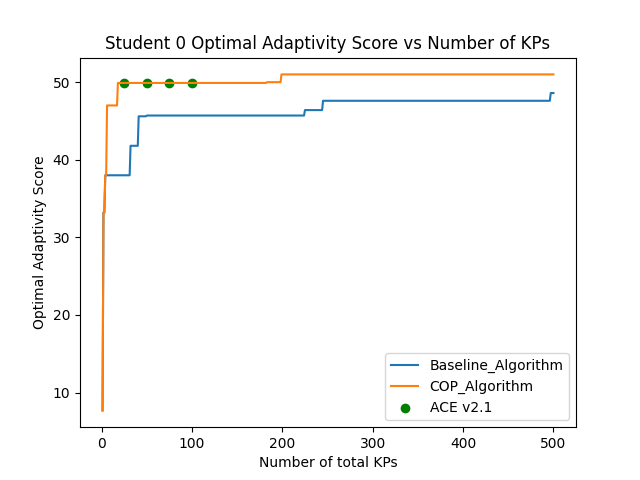 Student 0 Optimal Adaptivity Score vs Number of KPs
Optimal Adaptivity Score
50
40
30
20
10
0
100
200
300
400
500
Number of total KPs
Baseline_Algorithm
COP_Algorithm
ACE v2.1